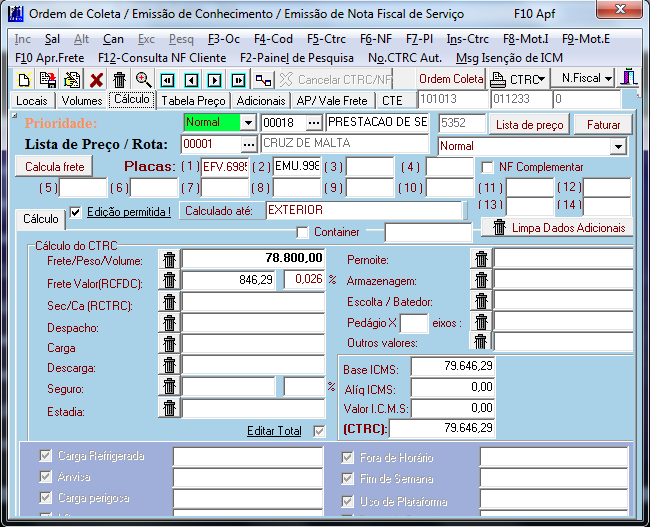 Ordem de Coleta / Emissão de Conhecimento / Emissão de Nota Fiscal de Serviço F10 Apf
Inc Sal Alt Can Exc Pesq F3-Oc F4-Cod F5-Ctrc F6-NF F7-Pl Ins-Ctrc F8-Mot.I F9-Mot.E
F10 Apr.Frete F12-Consulta NF Cliente F2-Painel de Pesquisa No.CTRC Aut. Msg Isenção de ICM
Cancelar CTRC/NF Ordem Coleta CTRC N.Fiscal
Locais Volumes Cálculo Tabela Preço Adicionais AP/ Vale Frete CTE 101013 011233 0
Prioridade: Normal 00018 ... PRESTACAO DE SE 5352 Lista de preço Faturar
Lista de Preço / Rota: 00001 ... CRUZ DE MALTA Normal
Calcula frete Placas: (1) EFV.6985 (2) EMU.996 (3) (4) NF Complementar
(5) (6) (7) (8) (9) (10) (11) (12)
(13) (14)
Cálculo Edição permitida ! Calculado até: EXTERIOR
Container Limpa Dados Adicionais
Cálculo do CTRC
Frete/Peso/Volume: 78.800,00 Pernoite:
Frete Valor(RCFDC): 846,29 0,026 % Armazenagem:
Sec/Ca (RCTRC): Escolta / Batedor:
Despacho: Pedágio X eixos :
Carga Outros valores:
Descarga: Base ICMS: 79.646,29
Seguro: % Alíq ICMS: 0,00
Estadia: Valor I.C.M.S: 0,00
Editar Total (CTRC): 79.646,29
Carga Refrigerada Fora de Horário
Anvisa Fim de Semana
Carga perigosa Uso de Plataforma